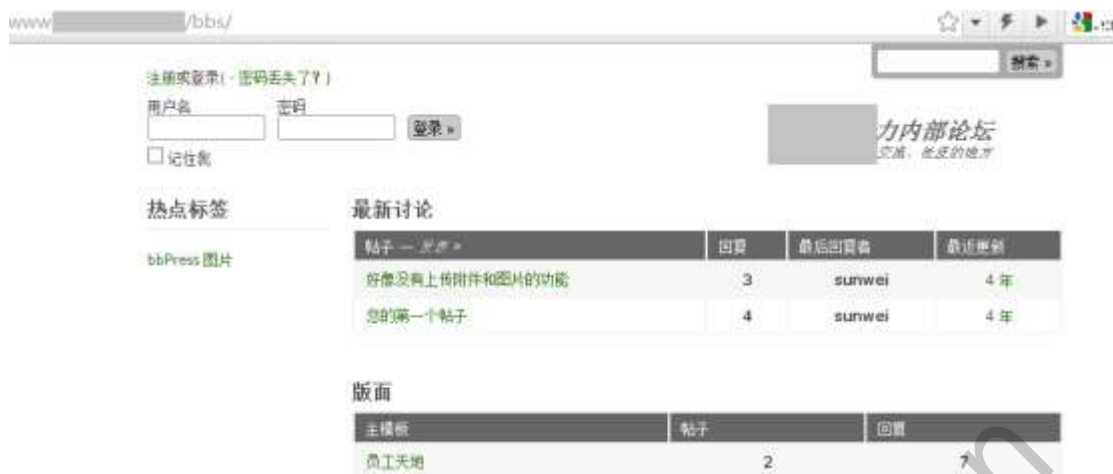 www /bbs/
搜索 »
注册或登录( - 密码丢失了? )
用户名 密码
登录 »
记住我
力内部论坛
热点标签
最新讨论
bbPress 图片
帖子 — 发表 » 回复 最后回复者 最近更新
好像没有上传附件和图片的功能 3 sunwei 4 年
您的第一个帖子 4 sunwei 4 年
版面
主模板 帖子 回复
员工天地 2 7